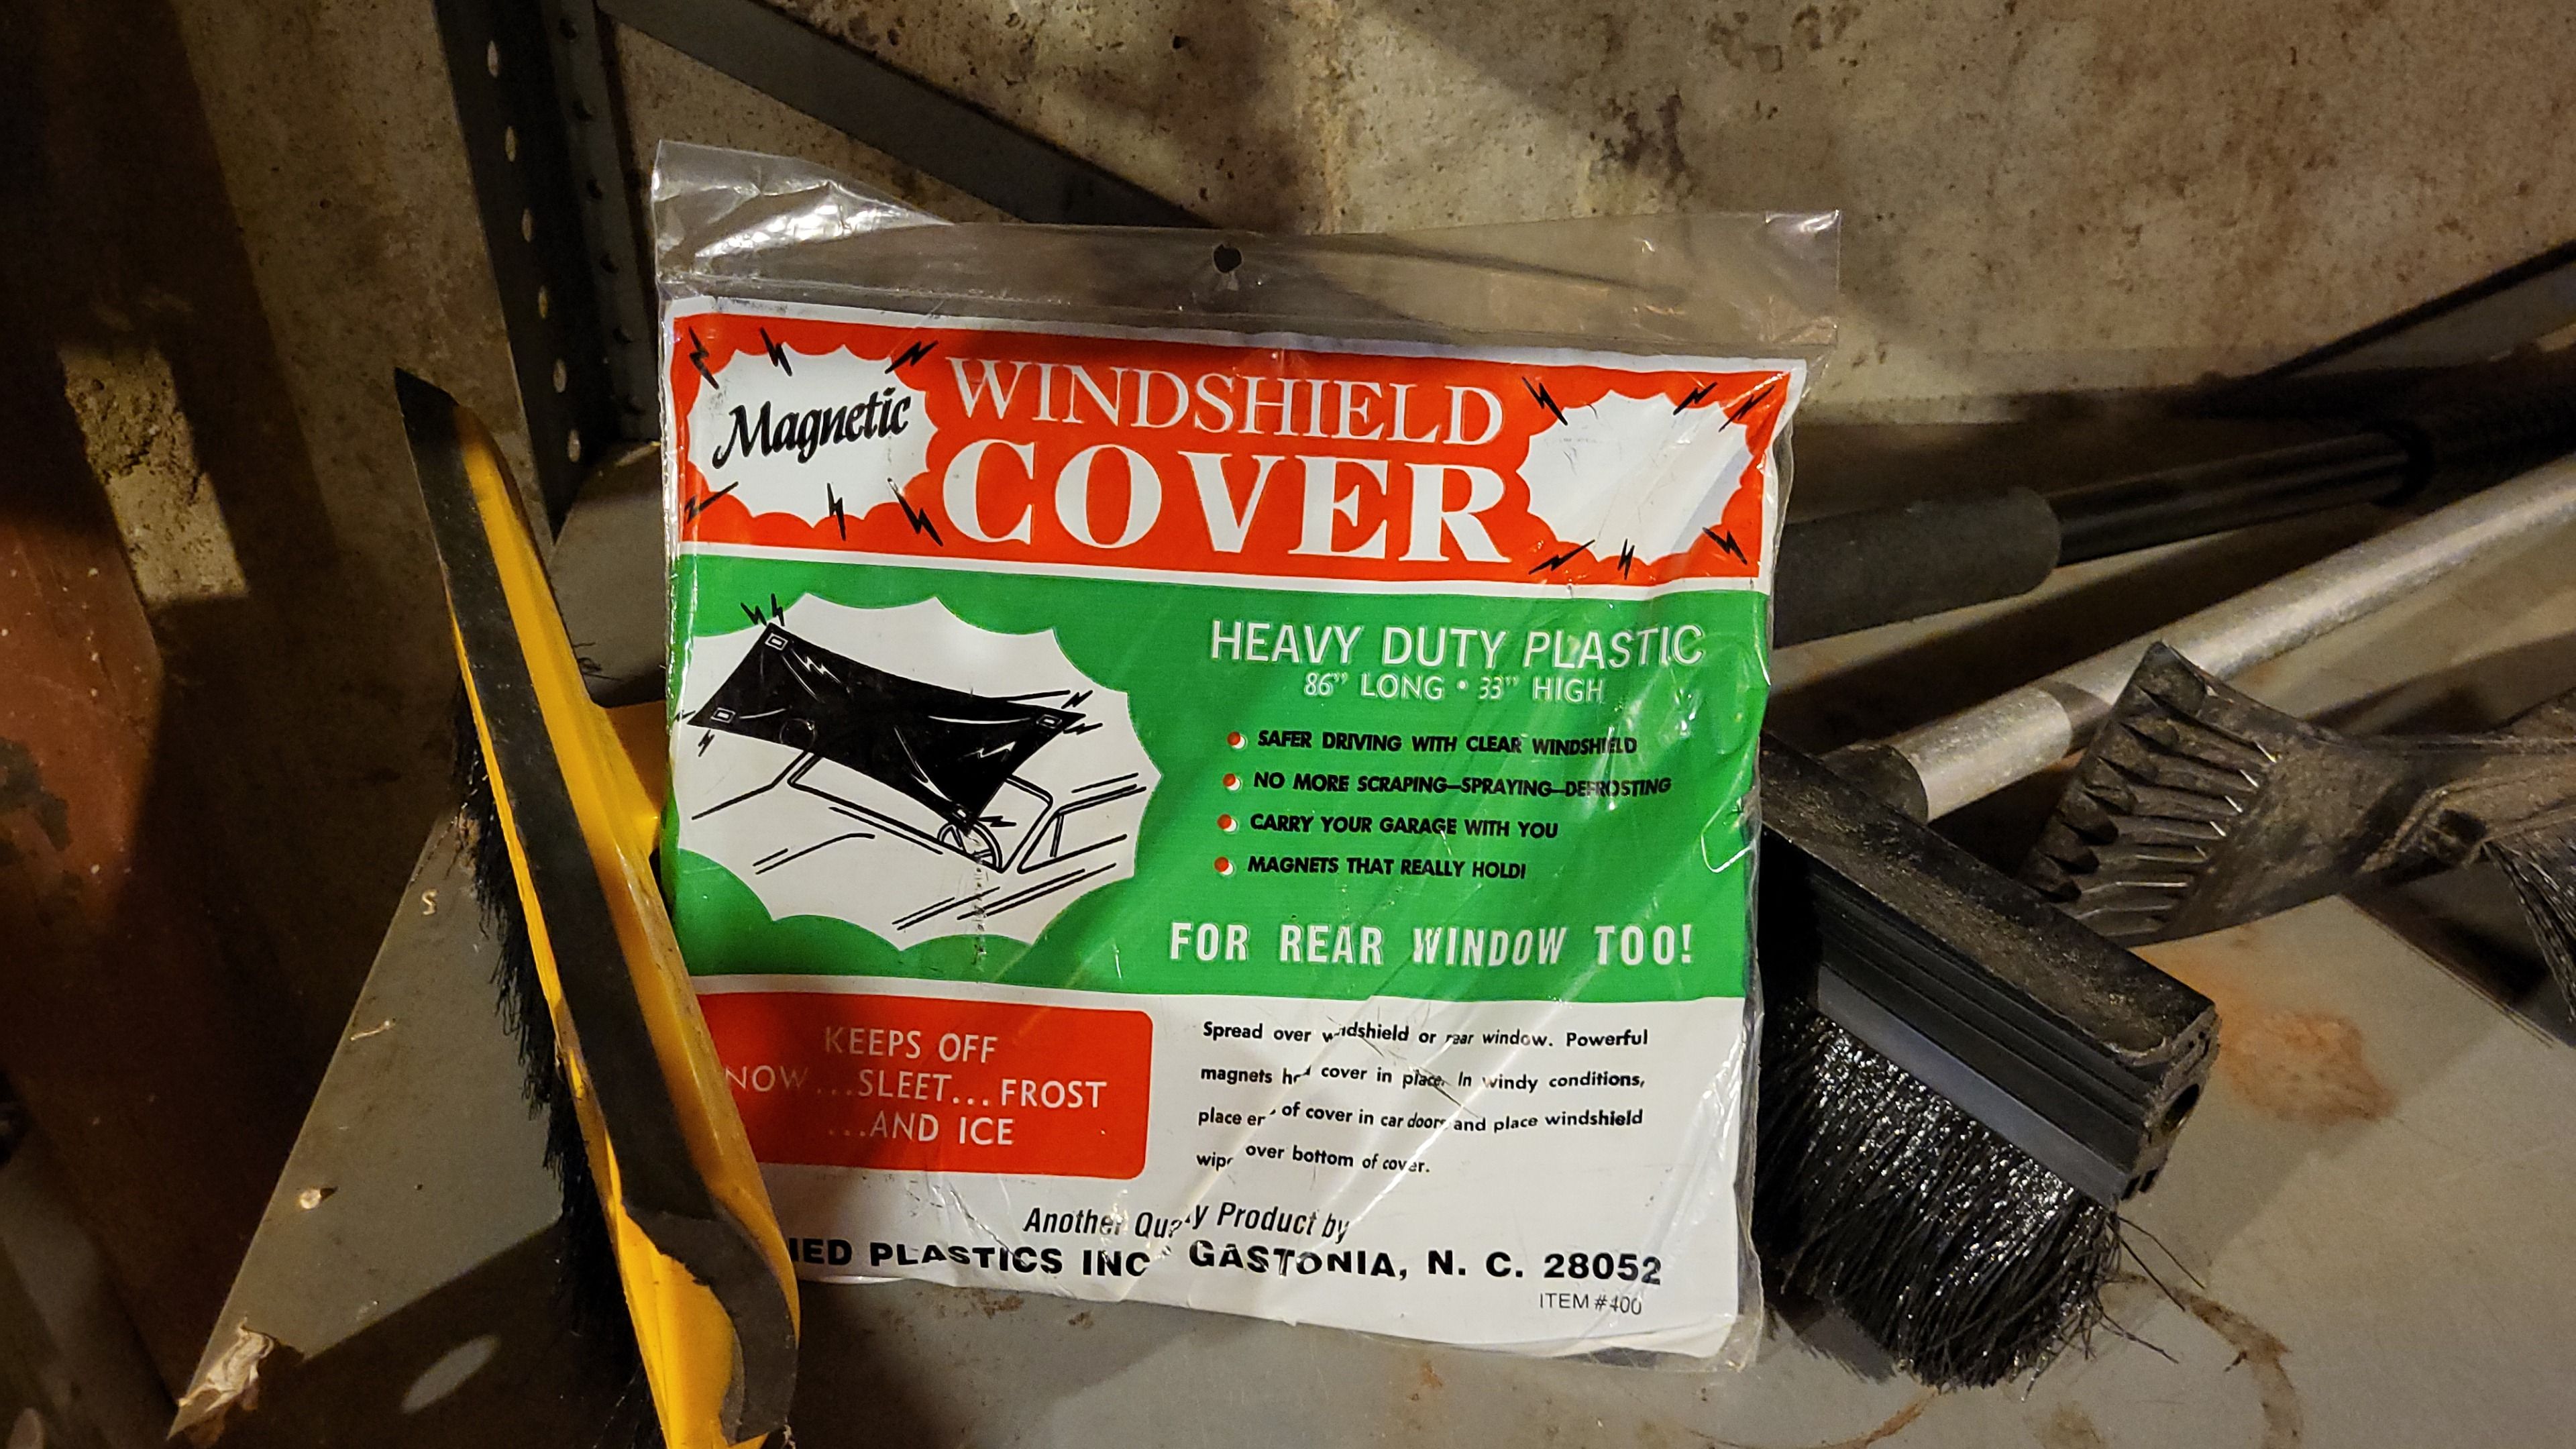 Magnetic
WINDSHIELD
COVER
HEAVY DUTY PLASTIC
86" LONG • 33" HIGH
SAFER DRIVING WITH CLEAR WINDSHIELD
NO MORE SCRAPING—SPRAYING—DEFROSTING
CARRY YOUR GARAGE WITH YOU
MAGNETS THAT REALLY HOLD!
FOR REAR WINDOW TOO!
KEEPS OFF
...SLEET...FROST
...AND ICE
Spread over windshield or rear window. Powerful
magnets cover in place. In windy conditions,
place of cover in car doors and place windshield
over bottom of cover.
Another Quality Product by
PLASTICS INC GASTONIA, N. C. 28052
ITEM #400